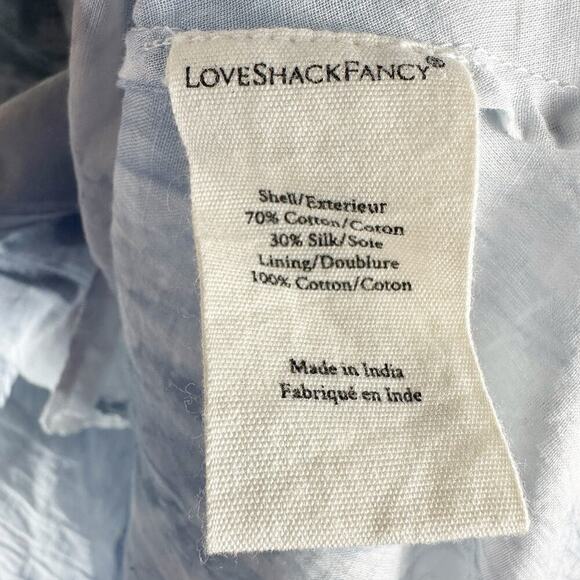 LOVESHACKFANCY®
Shell/Exterieur
70% Cotton/Coton
30% Silk/Soie
Lining/Doublure
100% Cotton/Coton
Made in India
Fabriqué en Inde